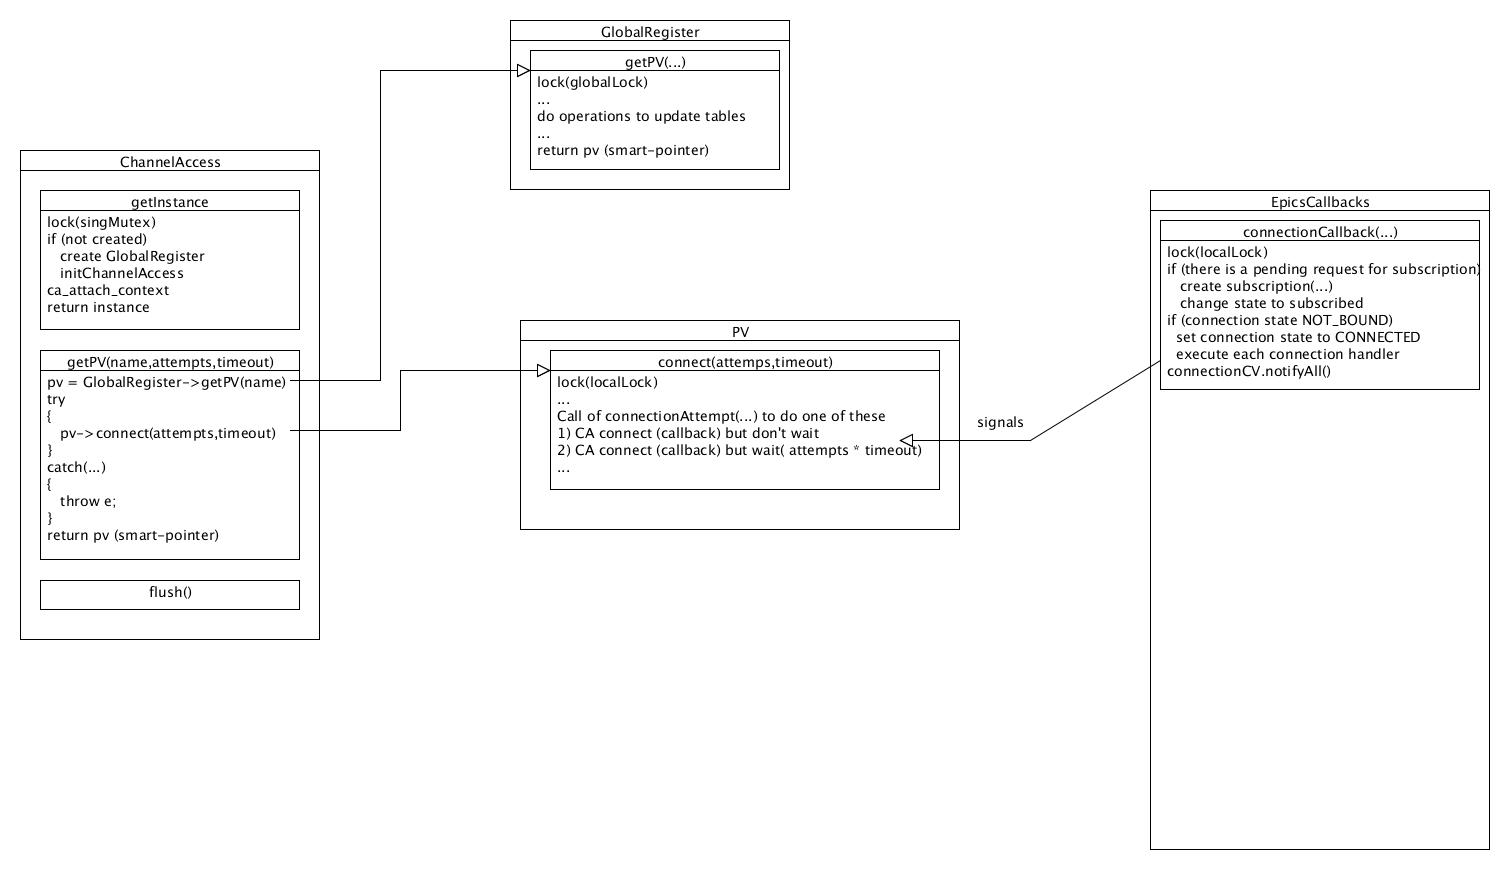 GlobalRegister
getPV(...)
lock(globalLock)
...
do operations to update tables
...
return pv (smart-pointer)
ChannelAccess
getInstance
lock(singMutex)
if (not created)
create GlobalRegister
initChannelAccess
ca_attach_context
return instance
getPV(name,attempts,timeout)
pv = GlobalRegister->getPV(name)
try
{
pv->connect(attempts,timeout)
}
catch(...)
{
throw e;
}
return pv (smart-pointer)
flush()
PV
connect(attemps,timeout)
lock(localLock)
...
Call of connectionAttempt(...) to do one of these
1) CA connect (callback) but don't wait
2) CA connect (callback) but wait( attempts * timeout)
...
signals
EpicsCallbacks
connectionCallback(...)
lock(localLock)
if (there is a pending request for subscription)
create subscription(...)
change state to subscribed
if (connection state NOT_BOUND)
set connection state to CONNECTED
execute each connection handler
connectionCV.notifyAll()